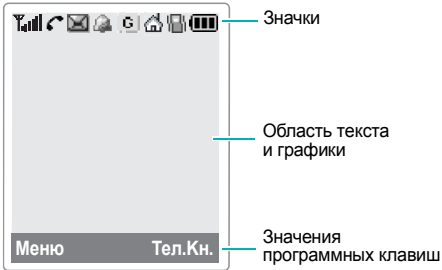 Значки
G
Область текста
и графики
Меню Тел.Кн.
Значения
программных клавиш